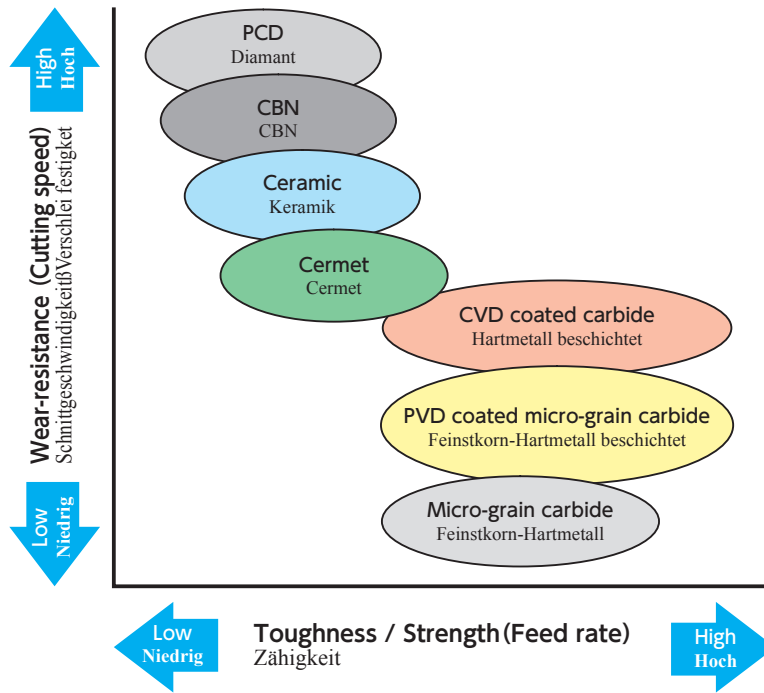 High
Hoch
Wear-resistance (Cutting speed)
SchnittgeschwindigkeitßVerschlei festigket
Low
Niedrig
PCD
Diamant
CBN
CBN
Ceramic
Keramik
Cermet
Cermet
CVD coated carbide
Hartmetall beschichtet
PVD coated micro-grain carbide
Feinstkorn-Hartmetall beschichtet
Micro-grain carbide
Feinstkorn-Hartmetall
Low
Niedrig
Toughness / Strength (Feed rate)
Zähigkeit
High
Hoch